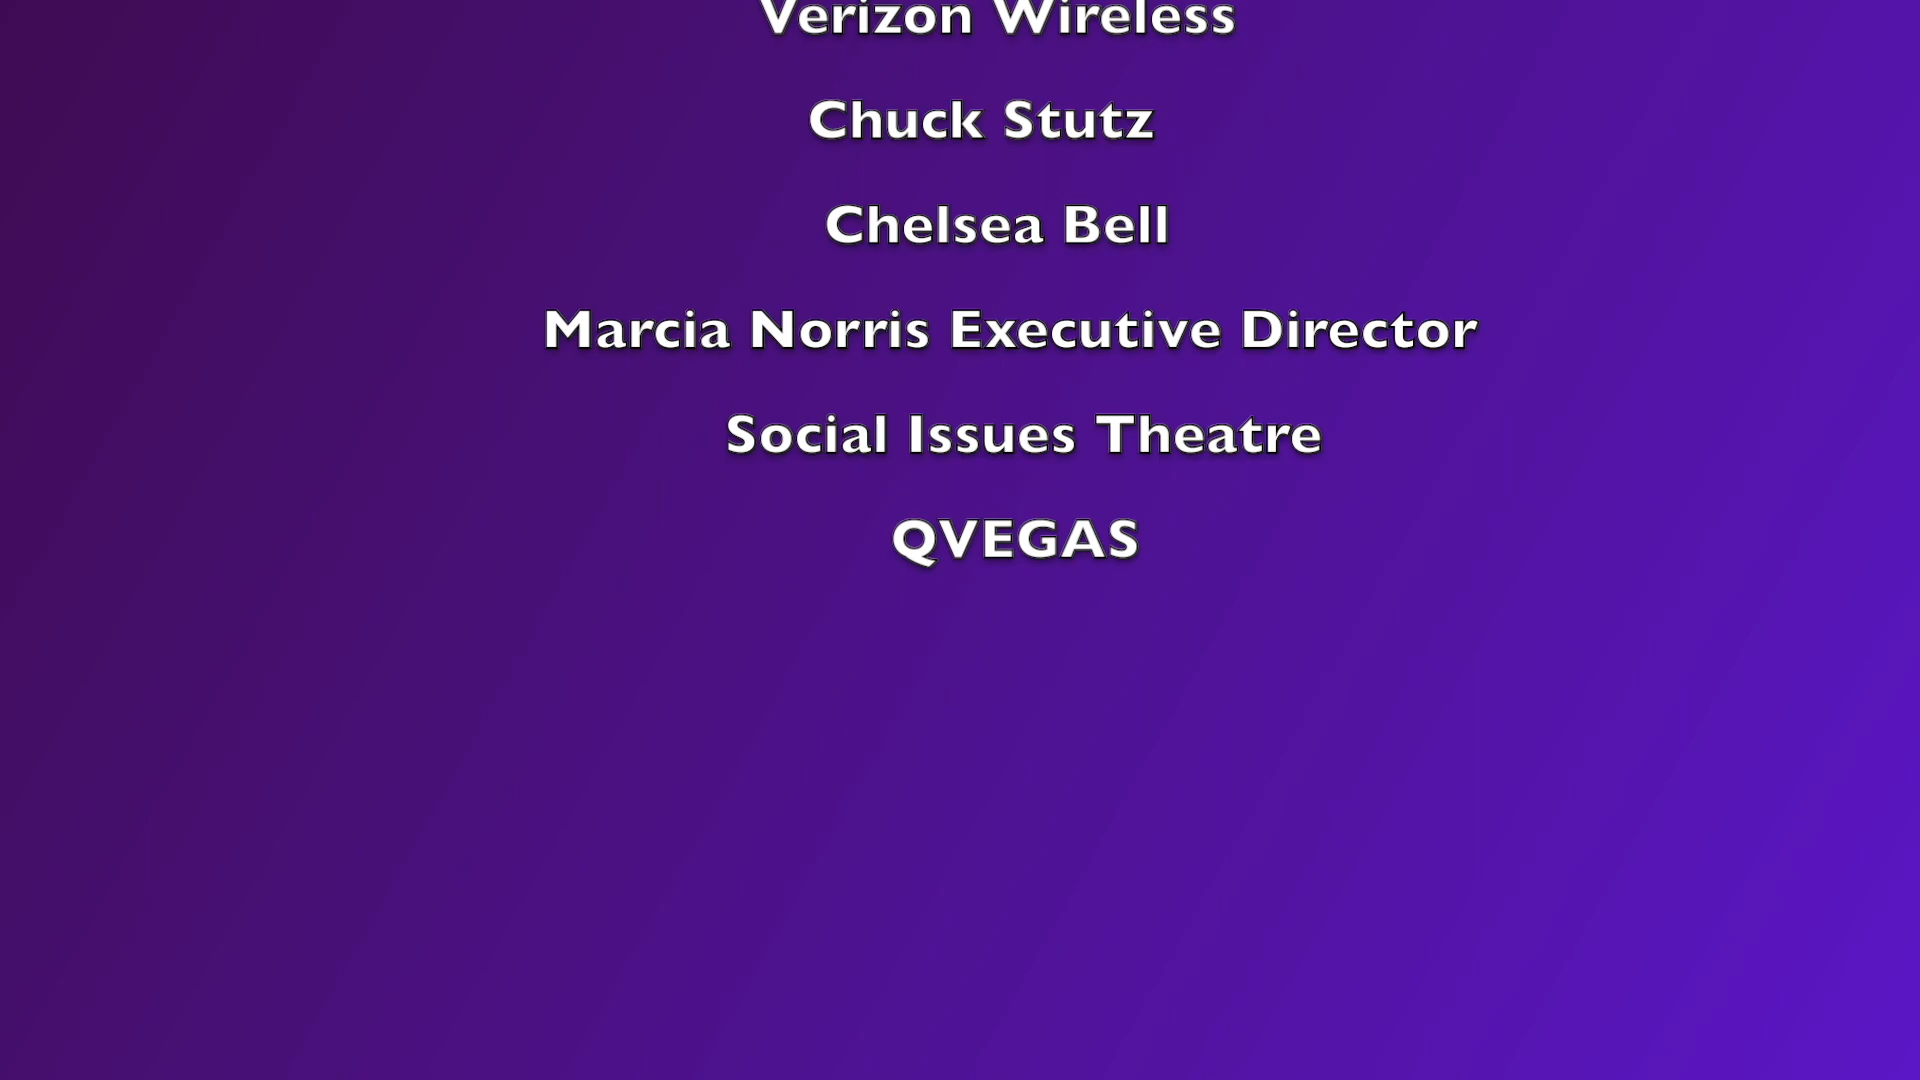 Verizon Wireless
Chuck Stutz
Chelsea Bell
Marcia Norris Executive Director
Social Issues Theatre
QVEGAS